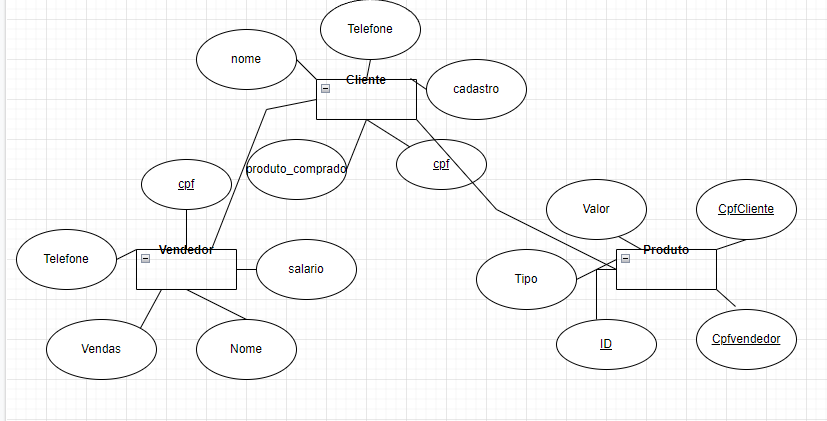 Telefone
nome
Cliente
cadastro
produto_comprado
cpf
cpf
Vendedor
Telefone
salario
Vendas
Nome
Valor
CpfCliente
Produto
Tipo
ID
Cpfvendedor